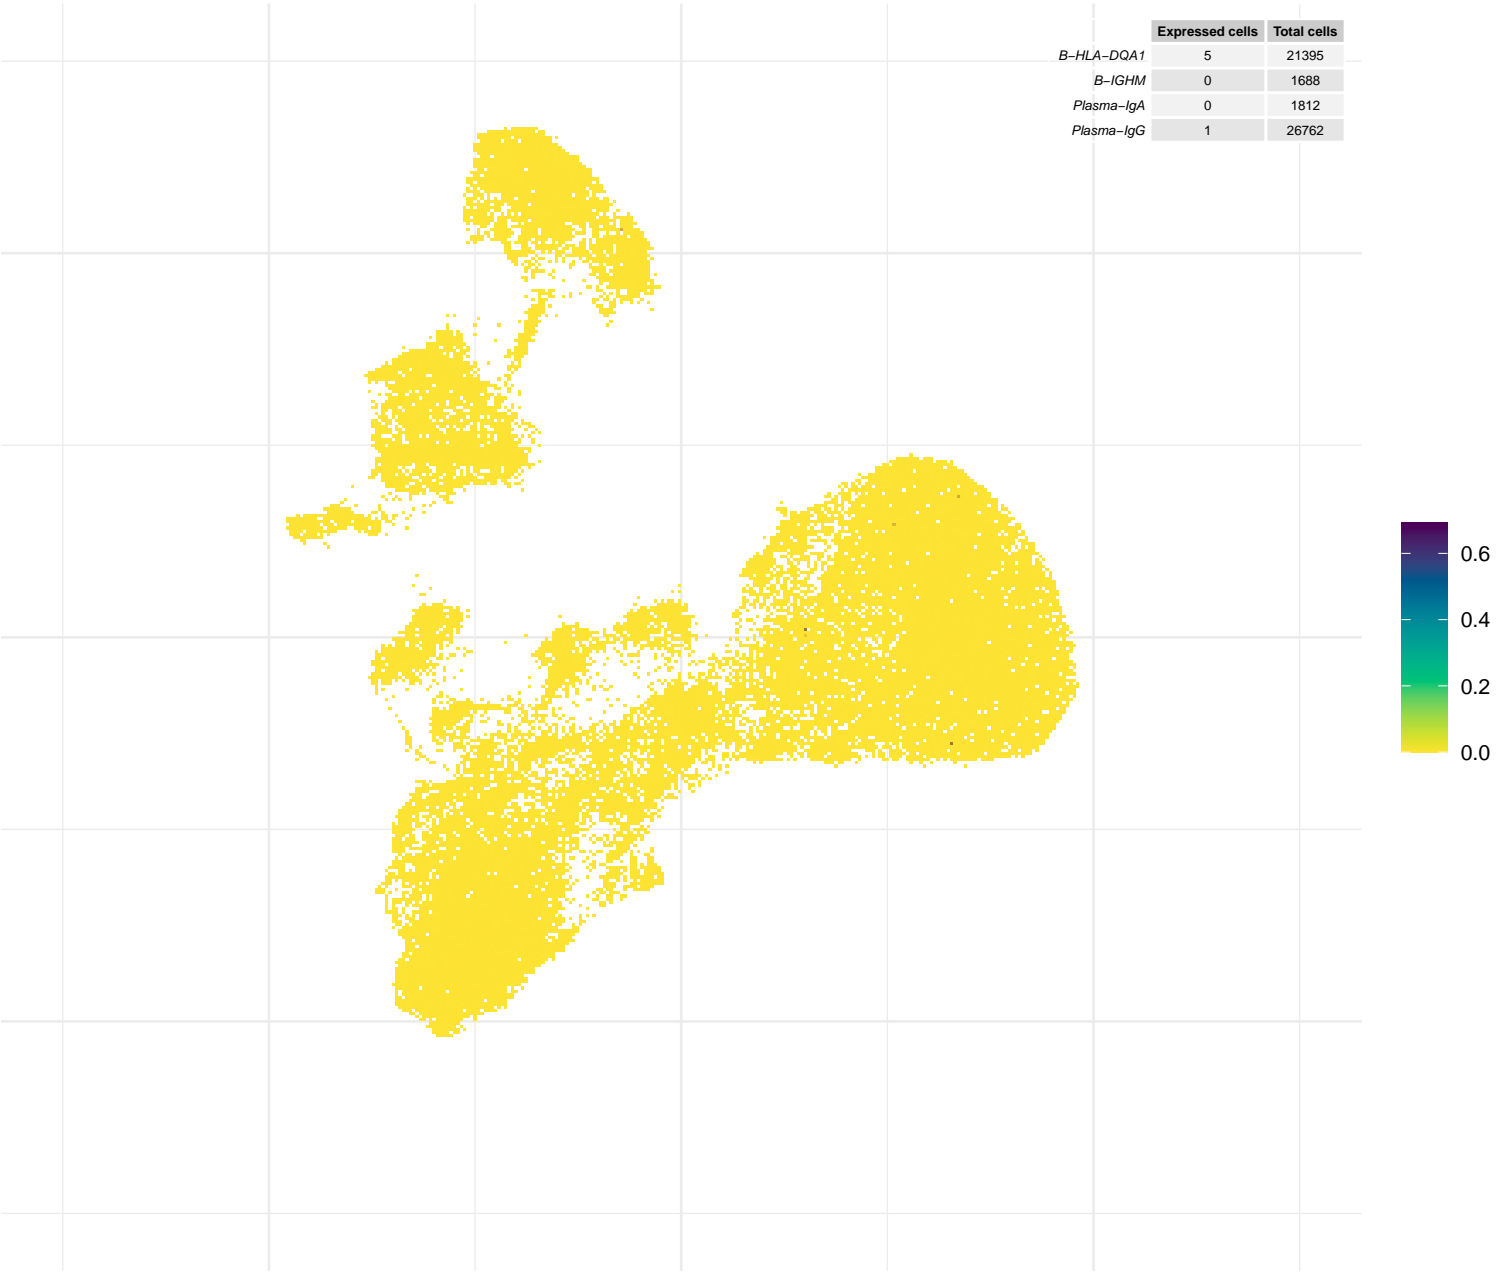 Expressed cells Total cells
B−HLA−DQA1 5 21395
B−IGHM 0 1688
Plasma−IgA 0 1812
Plasma−IgG 1 26762
0.6
0.4
0.2
0.0